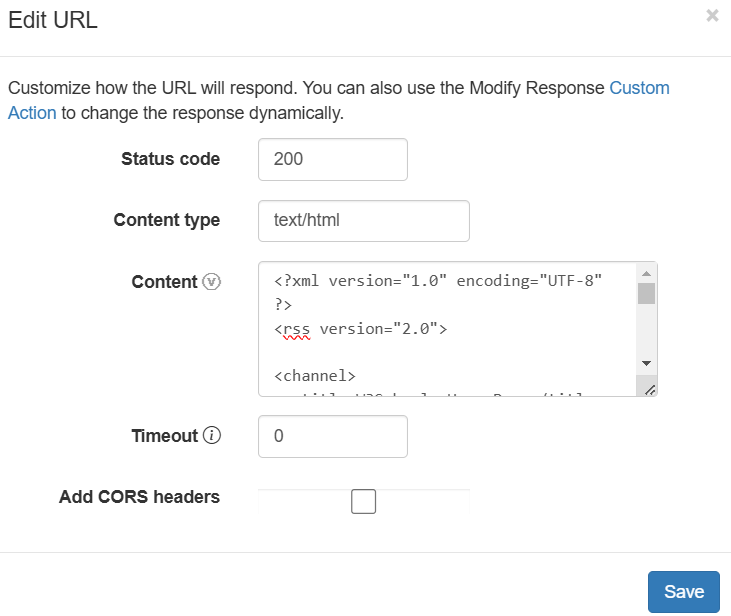 Edit URL
×
Customize how the URL will respond. You can also use the Modify Response Custom
Action to change the response dynamically.
Status code 200
Content type text/html
Content V
<?xml version="1.0" encoding="UTF-8"
?>
<rss version="2.0">
<channel>
Timeout i 0
Add CORS headers
Save